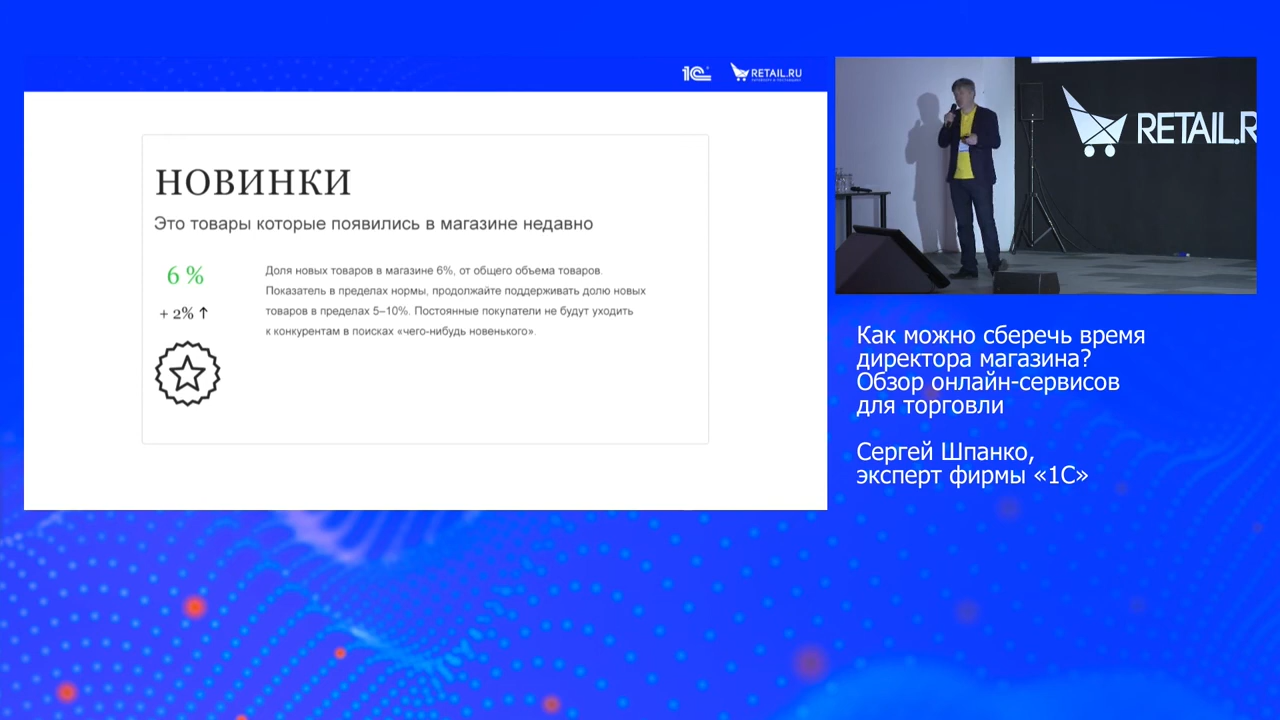 1С
RETAIL.RU
НОВИНКИ
Это товары которые появились в магазине недавно
6 %
+ 2% ↑
Доля новых товаров в магазине 6%, от общего объема товаров.
Показатель в пределах нормы, продолжайте поддерживать долю новых
товаров в пределах 5–10%. Постоянные покупатели не будут уходить
к конкурентам в поисках «чего-нибудь новенького».
RETAIL.R
Как можно сберечь время
директора магазина?
Обзор онлайн-сервисов
для торговли
Сергей Шпанко,
эксперт фирмы «1С»